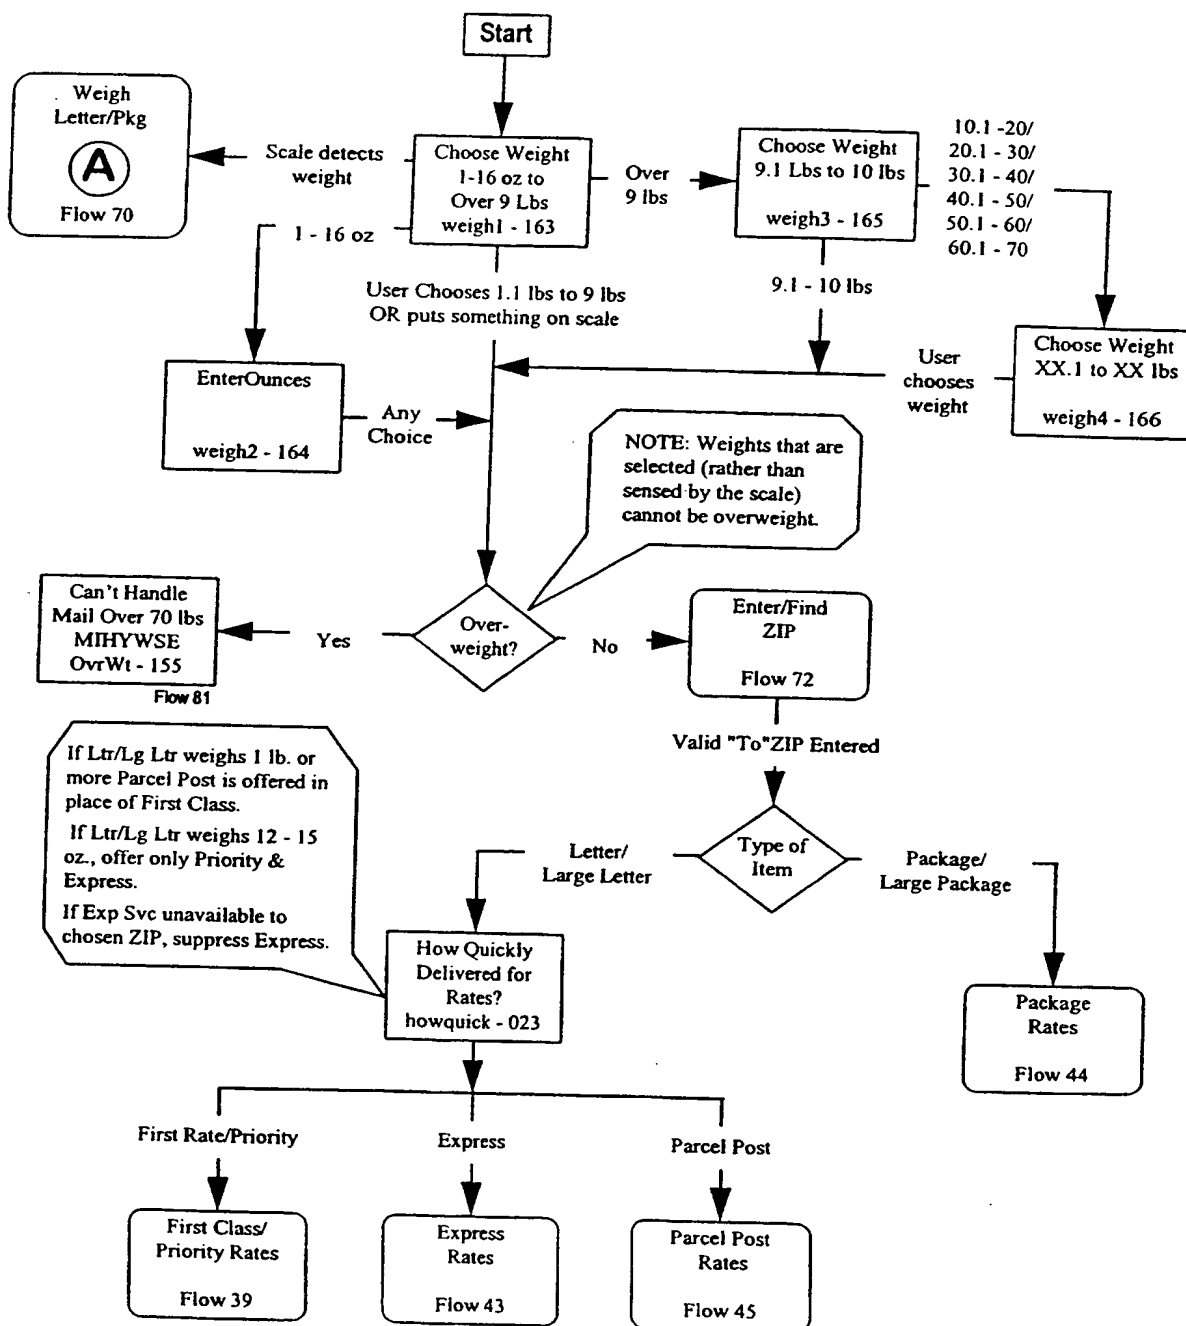 Start
Weigh
Letter/Pkg
A
Flow 70
Scale detects
weight
Choose Weight
1-16 oz to
Over 9 Lbs
weigh1 - 163
Over
9 lbs
Choose Weight
9.1 Lbs to 10 lbs
weigh3 - 165
10.1 -20/
20.1 - 30/
30.1 - 40/
40.1 - 50/
50.1 - 60/
60.1 - 70
1 - 16 oz
User Chooses 1.1 lbs to 9 lbs
OR puts something on scale
9.1 - 10 lbs
EnterOunces
weigh2 - 164
Any
Choice
User
chooses
weight
Choose Weight
XX.1 to XX lbs
weigh4 - 166
NOTE: Weights that are
selected (rather than
sensed by the scale)
cannot be overweight.
Can't Handle
Mail Over 70 lbs
MIHYWSE
OvrWt - 155
Flow 81
Yes
Over-
weight?
No
Enter/Find
ZIP
Flow 72
Valid "To"ZIP Entered
If Ltr/Lg Ltr weighs 1 lb. or
more Parcel Post is offered in
place of First Class.
If Ltr/Lg Ltr weighs 12 - 15
oz., offer only Priority &
Express.
If Exp Svc unavailable to
chosen ZIP, suppress Express.
Letter/
Large Letter
Type of
Item
Package/
Large Package
How Quickly
Delivered for
Rates?
howquick - 023
Package
Rates
Flow 44
First Rate/Priority
Express
Parcel Post
First Class/
Priority Rates
Flow 39
Express
Rates
Flow 43
Parcel Post
Rates
Flow 45